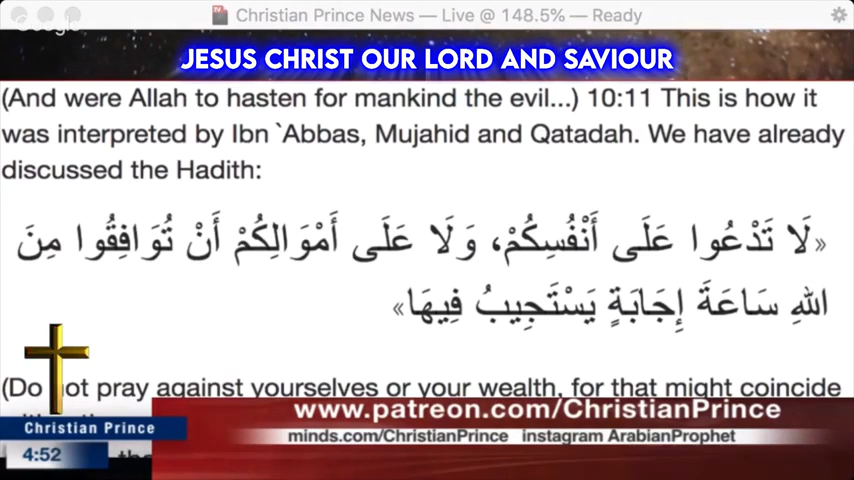 Christian Prince News — Live @ 148.5% — Ready
Google
JESUS CHRIST OUR LORD AND SAVIOUR
(And were Allah to hasten for mankind the evil...) 10:11 This is how it
was interpreted by Ibn `Abbas, Mujahid and Qatadah. We have already
discussed the Hadith:
«لَا تَدْعُوا عَلَى أَنْفُسِكُمْ، وَلَا عَلَى أَمْوَالِكُمْ أَنْ تُوَافِقُوا مِنَ
اللهِ سَاعَةَ إِجَابَةٍ يَسْتَجِيبُ فِيهَا»
(Do not pray against yourselves or your wealth, for that might coincide
www.patreon.com/ChristianPrince
Christian Prince
minds.com/ChristianPrince instagram ArabianProphet
4:52